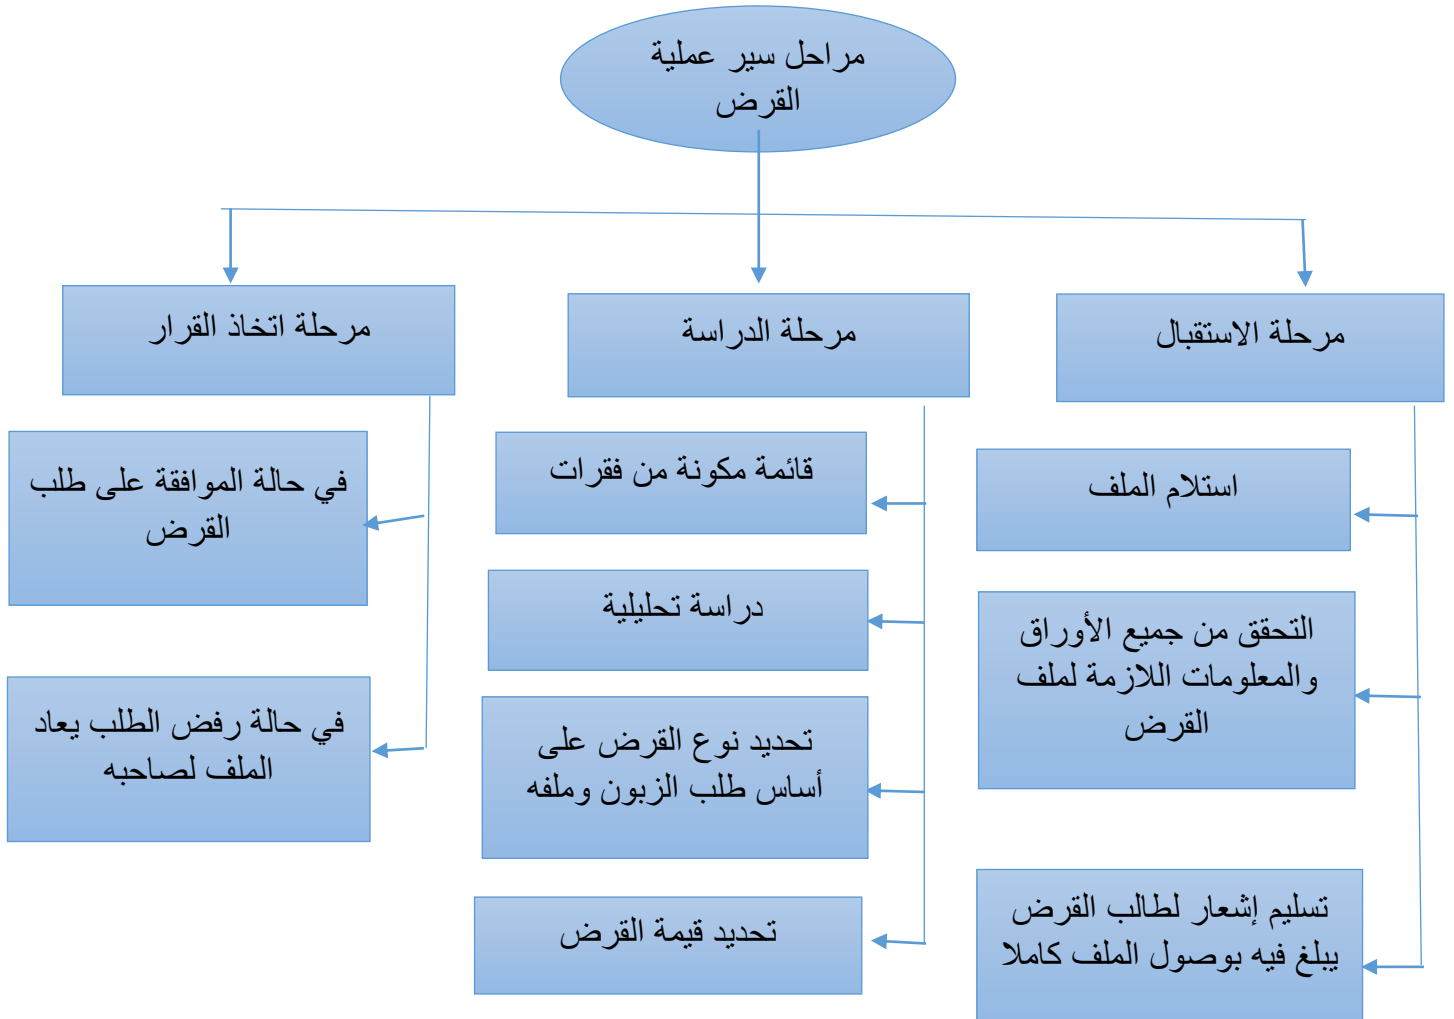 مراحل سير عملية
القرض
مرحلة الاستقبال
استلام الملف
التحقق من جميع الأوراق
والمعلومات اللازمة لملف
القرض
تسليم إشعار لطالب القرض
يبلغ فيه بوصول الملف كاملا
مرحلة الدراسة
قائمة مكونة من فقرات
دراسة تحليلية
تحديد نوع القرض على
أساس طلب الزبون وملفه
تحديد قيمة القرض
مرحلة اتخاذ القرار
في حالة الموافقة على طلب
القرض
في حالة رفض الطلب يعاد
الملف لصاحبه